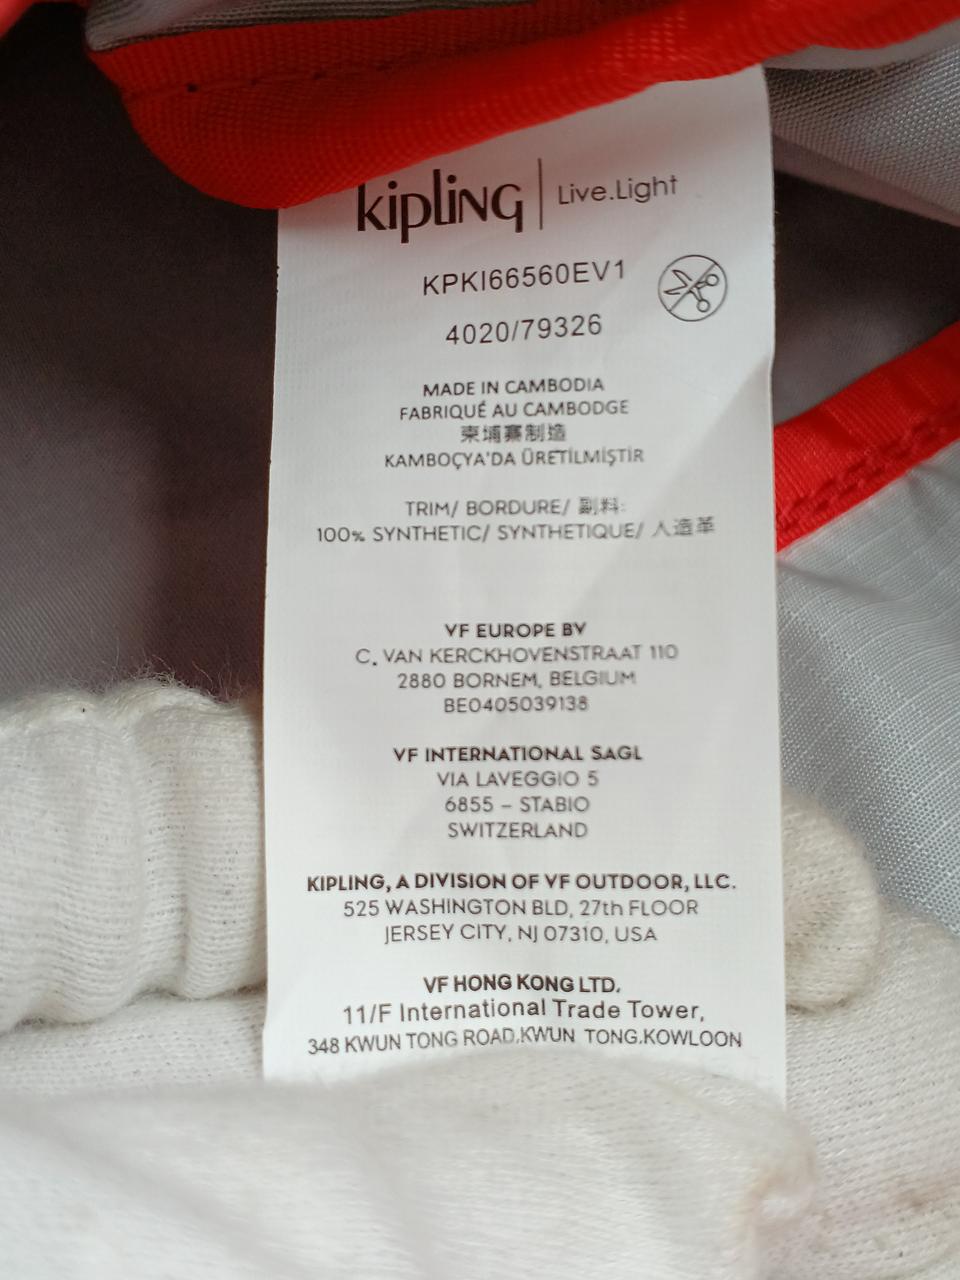 kipling | Live.Light
KPKI66560EV1
4020/79326
MADE IN CAMBODIA
FABRIQUÉ AU CAMBODGE
柬埔寨制造
KAMBOÇYA'DA ÜRETİLMİŞTİR
TRIM/ BORDURE/ 副料:
100% SYNTHETIC/ SYNTHETIQUE/ 人造革
VF EUROPE BV
C. VAN KERCKHOVENSTRAAT 110
2880 BORNEM, BELGIUM
BE0405039138
VF INTERNATIONAL SAGL
VIA LAVEGGIO 5
6855 – STABIO
SWITZERLAND
KIPLING, A DIVISION OF VF OUTDOOR, LLC.
525 WASHINGTON BLD, 27th FLOOR
JERSEY CITY, NJ 07310, USA
VF HONG KONG LTD.
11/F International Trade Tower,
348 KWUN TONG ROAD.KWUN TONG.KOWLOON